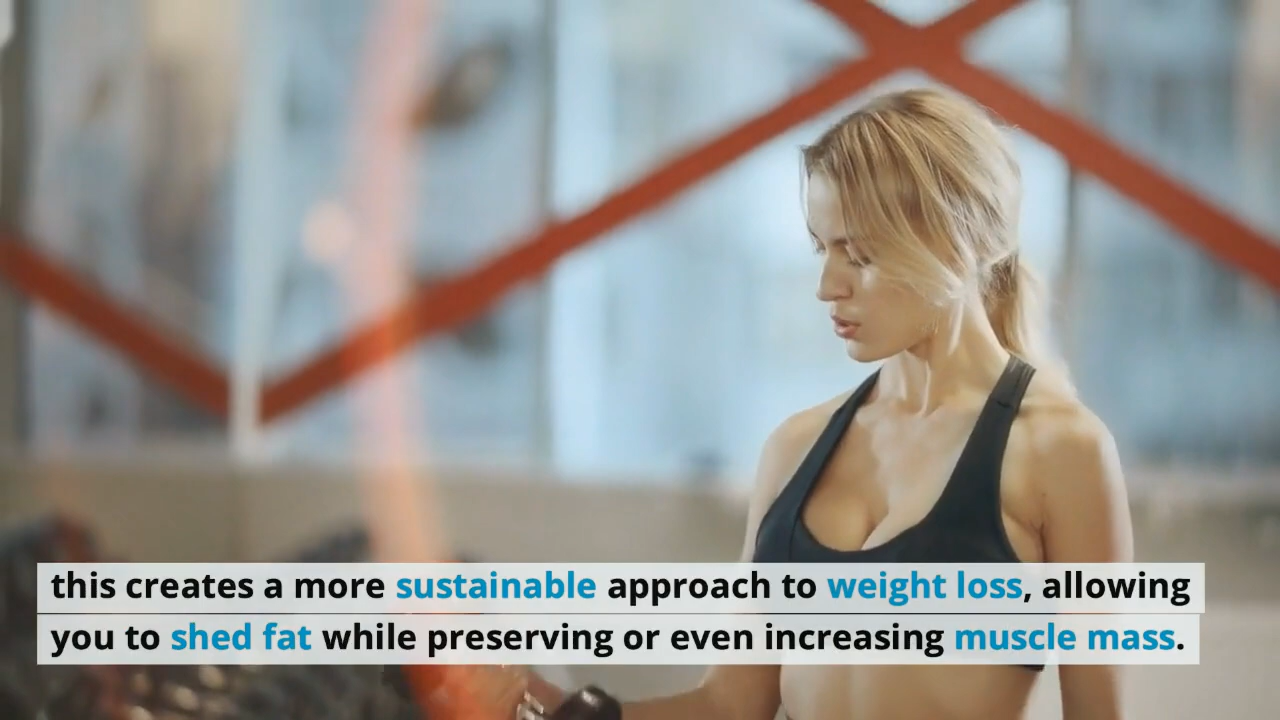 this creates a more sustainable approach to weight loss, allowing
you to shed fat while preserving or even increasing muscle mass.